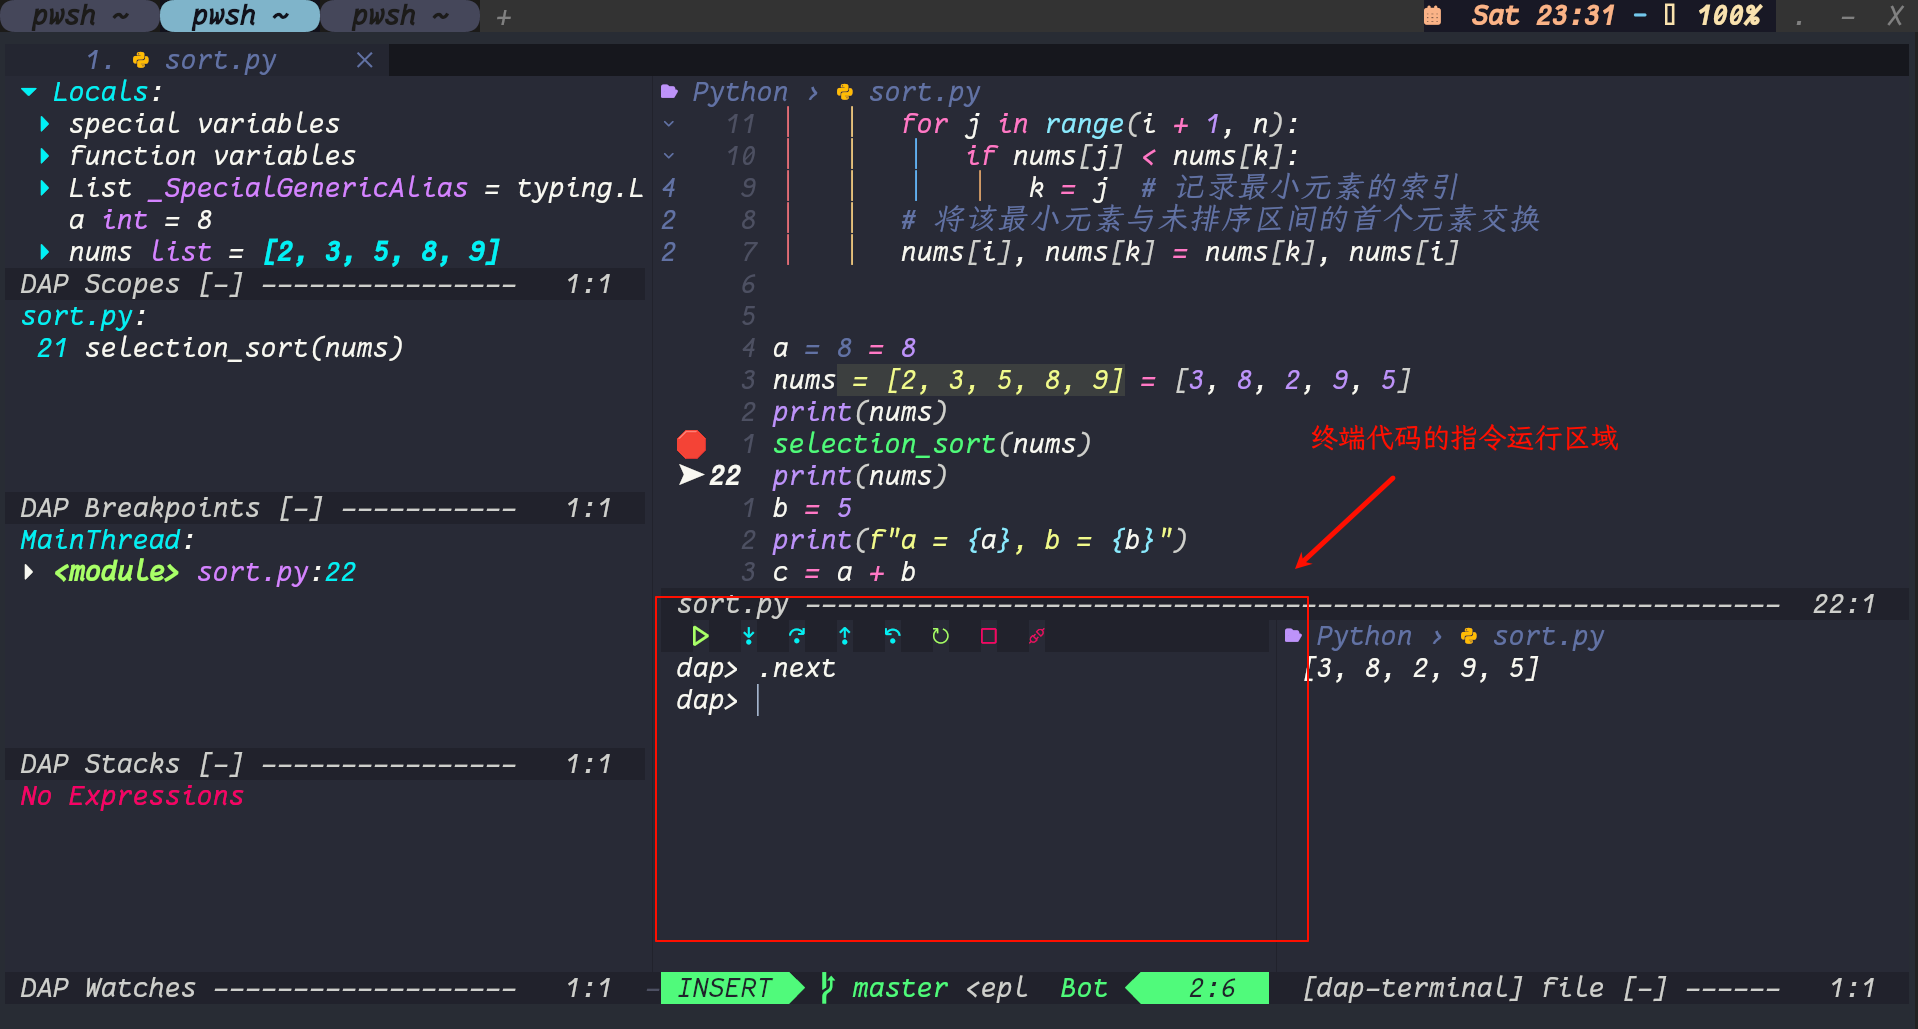 pwsh ~ pwsh ~ pwsh ~ + Sat 23:31 - 100% . - X
1. sort.py ×
Locals:
special variables
function variables
List _SpecialGenericAlias = typing.L
a int = 8
nums list = [2, 3, 5, 8, 9]
DAP Scopes [-] ---------------- 1:1
sort.py:
21 selection_sort(nums)
DAP Breakpoints [-] ----------- 1:1
MainThread:
<module> sort.py:22
DAP Stacks [-] ---------------- 1:1
No Expressions
DAP Watches ------------------- 1:1
Python › sort.py
11 for j in range(i + 1, n):
10 if nums[j] < nums[k]:
4 9 k = j # 记录最小元素的索引
2 8 # 将该最小元素与未排序区间的首个元素交换
2 7 nums[i], nums[k] = nums[k], nums[i]
6
5
4 a = 8 = 8
3 nums = [2, 3, 5, 8, 9] = [3, 8, 2, 9, 5]
2 print(nums)
1 selection_sort(nums)
22 print(nums)
1 b = 5
2 print(f"a = {a}, b = {b}")
3 c = a + b
终端代码的指令运行区域
sort.py ------------------------------------------------------------- 22:1
dap> .next
dap>
INSERT master <epl Bot 2:6
Python › sort.py
[3, 8, 2, 9, 5]
[dap-terminal] file [-] ------ 1:1